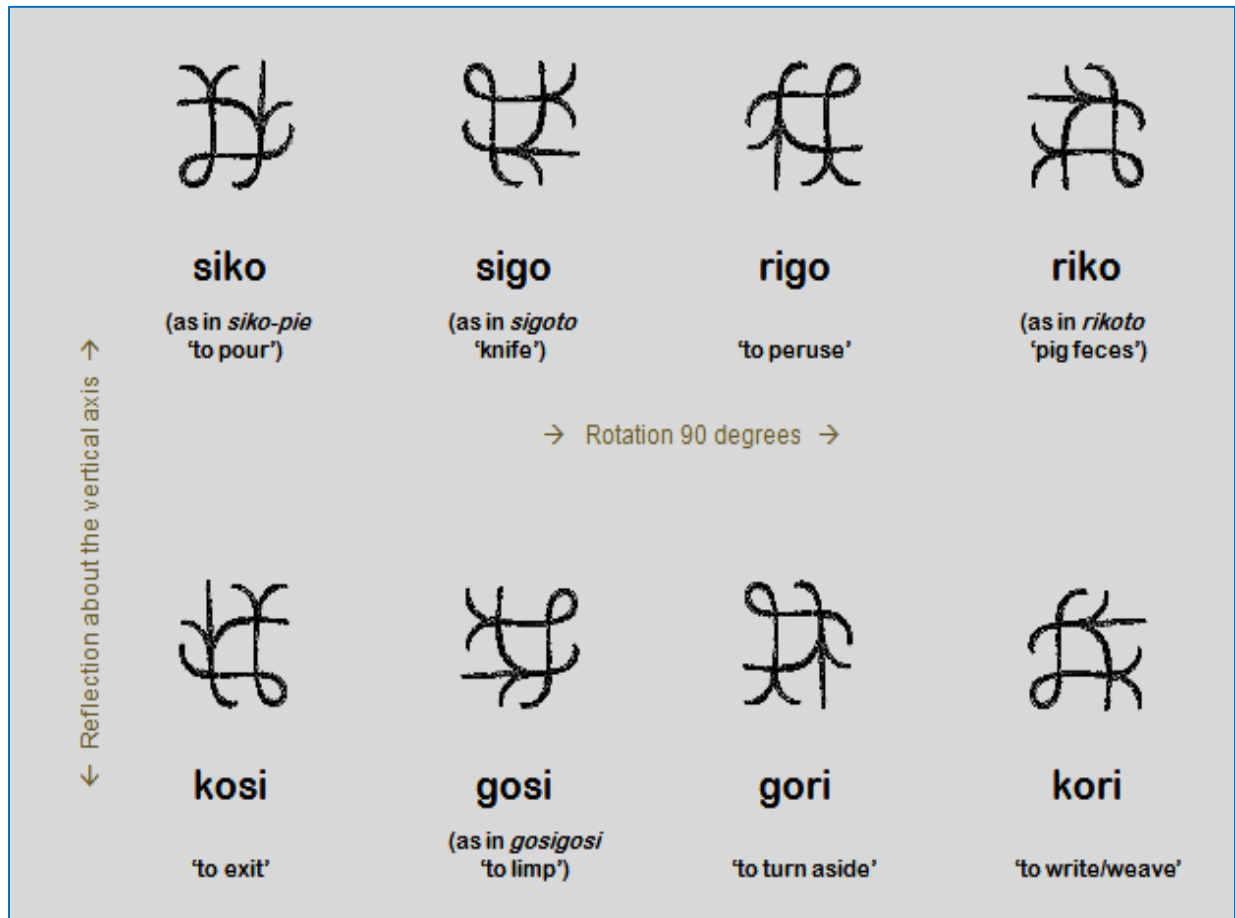 siko sigo rigo riko
(as in siko-pie (as in sigoto (as in rikoto
‘to pour’) ‘knife’) ‘to peruse’ ‘pig feces’)
← Reflection about the vertical axis →
→ Rotation 90 degrees →
kosi gosi gori kori
(as in gosigosi
‘to exit’ ‘to limp’) ‘to turn aside’ ‘to write/weave’